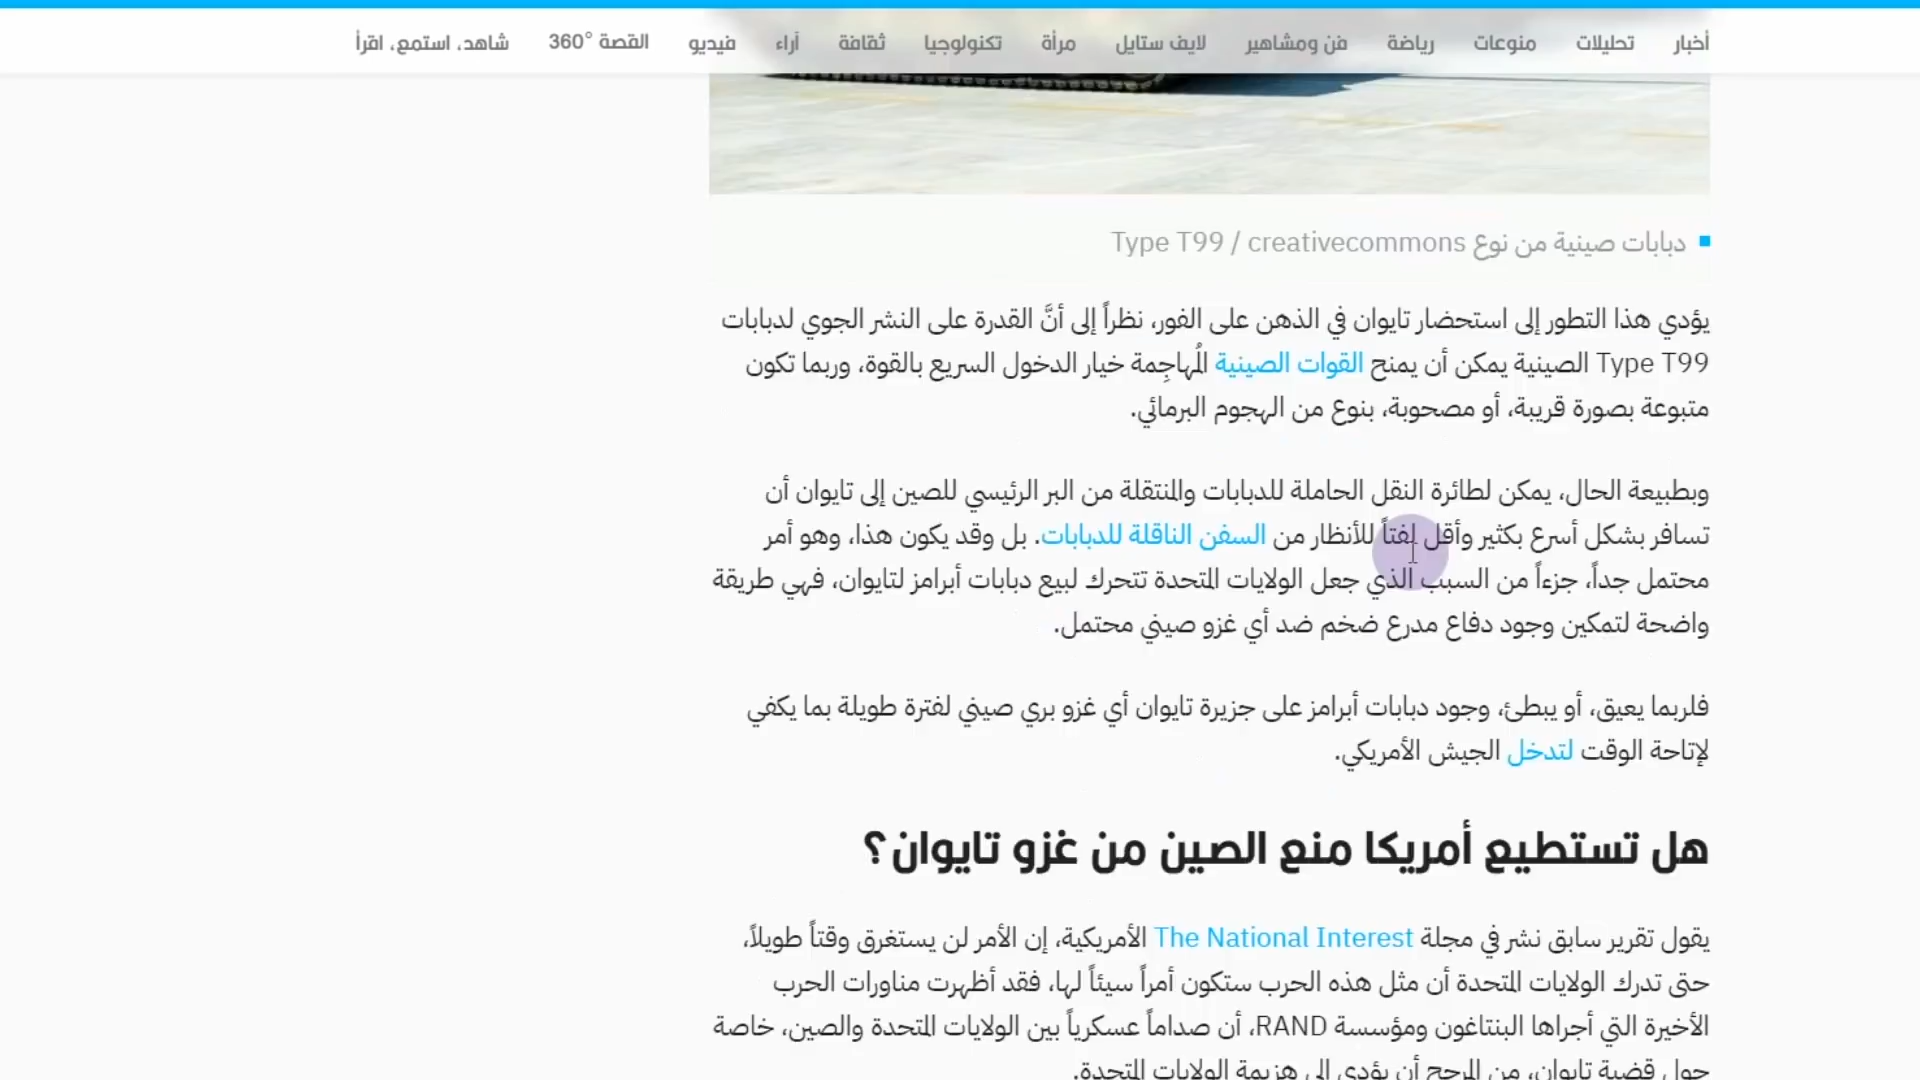 أخبار تحليلات منوعات رياضة فن ومشاهير لايف ستايل مرأة تكنولوجيا ثقافة آراء فيديو القصة °360 شاهد، استمع، اقرأ
دبابات صينية من نوع Type T99 / creativecommons
يؤدي هذا التطور إلى استحضار تايوان في الذهن على الفور، نظراً إلى أنَّ القدرة على النشر الجوي لدبابات
Type T99 الصينية يمكن أن يمنح القوات الصينية المُهاجِمة خيار الدخول السريع بالقوة، وربما تكون
متبوعة بصورة قريبة، أو مصحوبة، بنوع من الهجوم البرمائي.
وبطبيعة الحال، يمكن لطائرة النقل الحاملة للدبابات والمنتقلة من البر الرئيسي للصين إلى تايوان أن
تسافر بشكل أسرع بكثير وأقل لفتاً للأنظار من السفن الناقلة للدبابات. بل وقد يكون هذا، وهو أمر
محتمل جداً، جزءاً من السبب الذي جعل الولايات المتحدة تتحرك لبيع دبابات أبرامز لتايوان، فهي طريقة
واضحة لتمكين وجود دفاع مدرع ضخم ضد أي غزو صيني محتمل.
فلربما يعيق، أو يبطئ، وجود دبابات أبرامز على جزيرة تايوان أي غزو بري صيني لفترة طويلة بما يكفي
لإتاحة الوقت لتدخل الجيش الأمريكي.
هل تستطيع أمريكا منع الصين من غزو تايوان؟
يقول تقرير سابق نشر في مجلة The National Interest الأمريكية، إن الأمر لن يستغرق وقتاً طويلاً،
حتى تدرك الولايات المتحدة أن مثل هذه الحرب ستكون أمراً سيئاً لها، فقد أظهرت مناورات الحرب
الأخيرة التي أجراها البنتاغون ومؤسسة RAND، أن صداماً عسكرياً بين الولايات المتحدة والصين، خاصة
حول قضية تايوان، من المرجح أن يؤدي إلى هزيمة الولايات المتحدة.